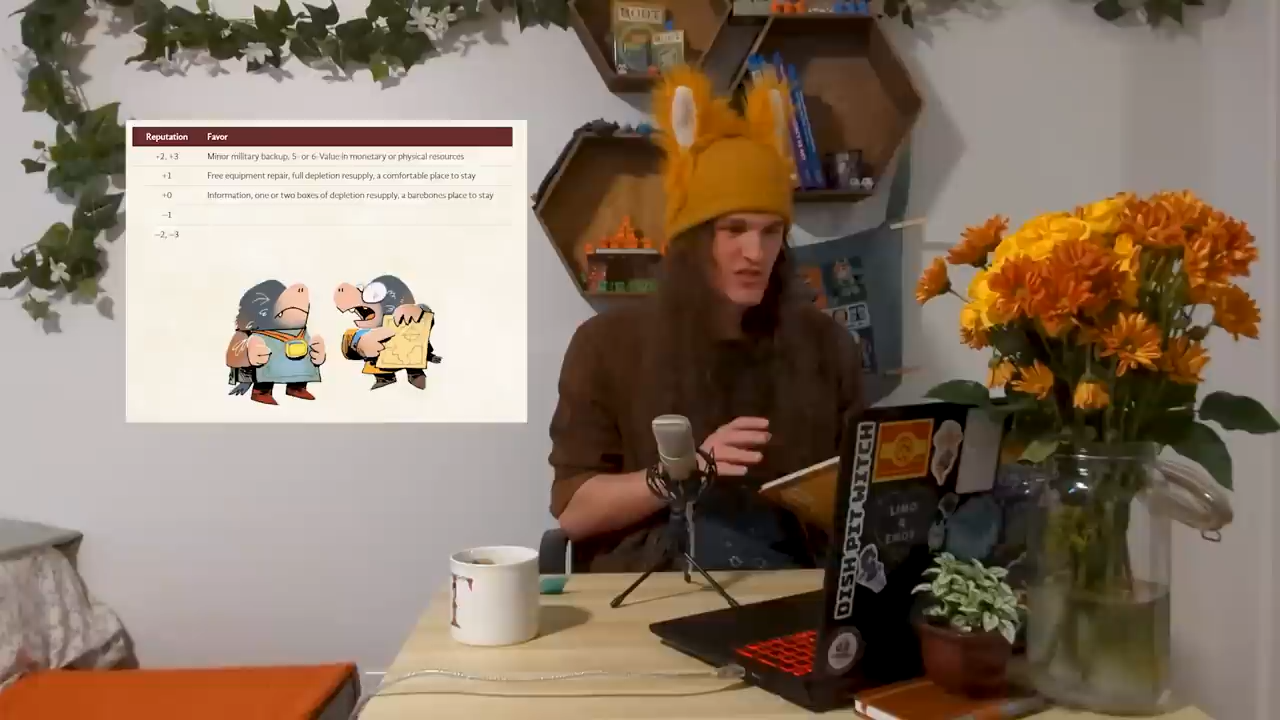 ROOT
Reputation Favor
+2, +3 Minor military backup, 5- or 6-Value in monetary or physical resources
+1 Free equipment repair, full depletion resupply, a comfortable place to stay
+0 Information, one or two boxes of depletion resupply, a barebones place to stay
−1
−2, −3
DISH PIT WITCH
LIMO